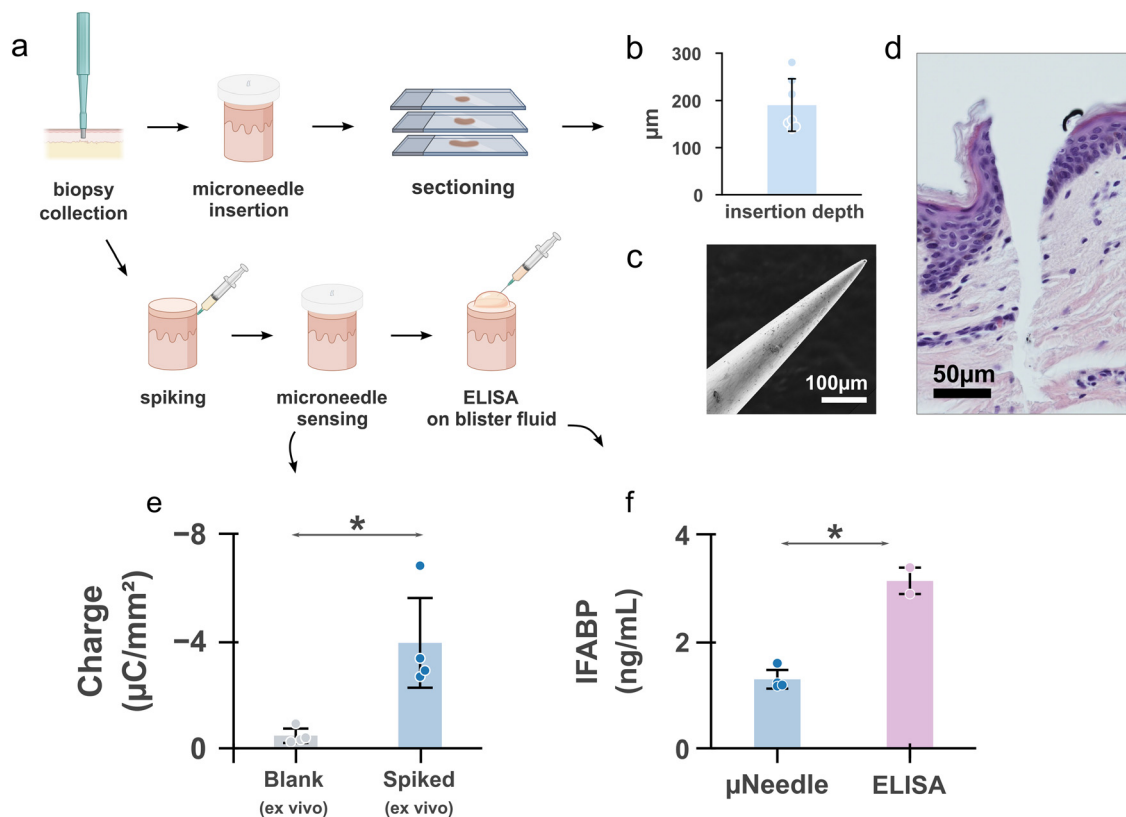 a
biopsy
collection
microneedle
insertion
sectioning
spiking
microneedle
sensing
ELISA
on blister fluid
b
300
200
100
0
µm
insertion depth
c
100µm
d
50µm
e
−8
−4
0
Charge
(µC/mm²)
*
Blank
(ex vivo)
Spiked
(ex vivo)
f
4
2
0
IFABP
(ng/mL)
*
µNeedle
ELISA